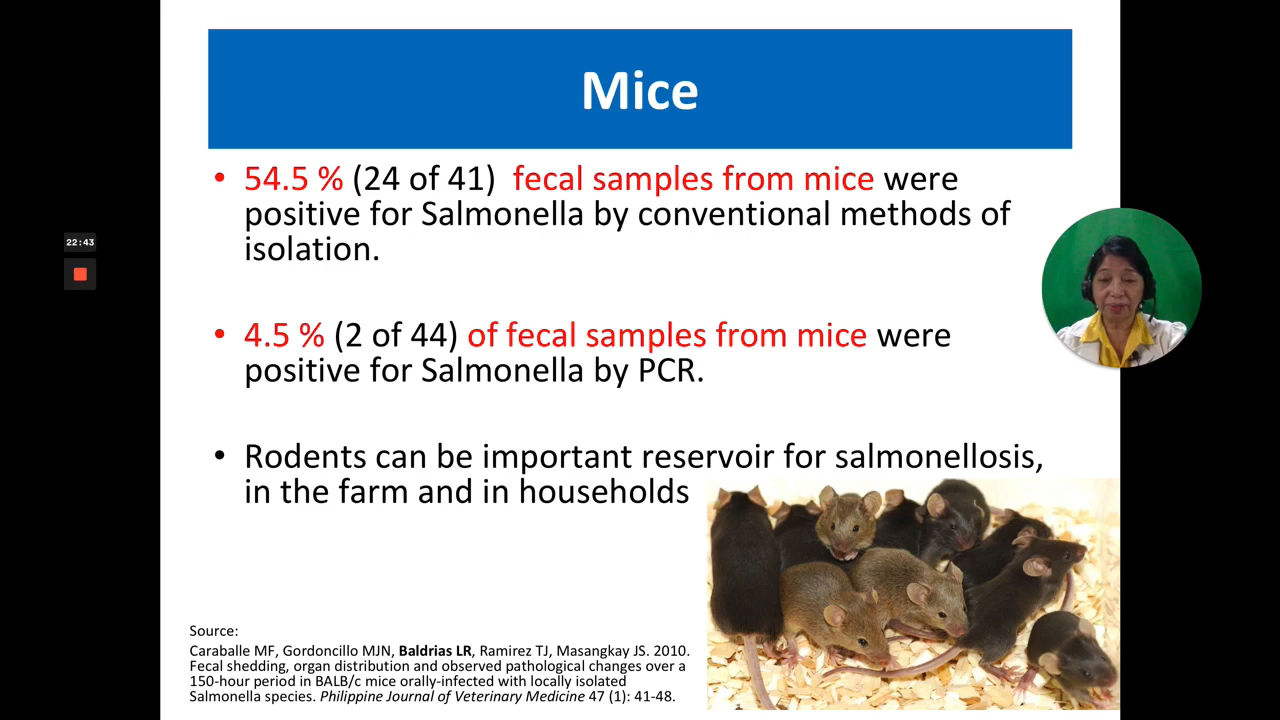 Mice
• 54.5 % (24 of 41) fecal samples from mice were
positive for Salmonella by conventional methods of
isolation.
22:43
• 4.5 % (2 of 44) of fecal samples from mice were
positive for Salmonella by PCR.
• Rodents can be important reservoir for salmonellosis,
in the farm and in households
Source:
Caraballe MF, Gordoncillo MJN, Baldrias LR, Ramirez TJ, Masangkay JS. 2010.
Fecal shedding, organ distribution and observed pathological changes over a
150-hour period in BALB/c mice orally-infected with locally isolated
Salmonella species. Philippine Journal of Veterinary Medicine 47 (1): 41-48.